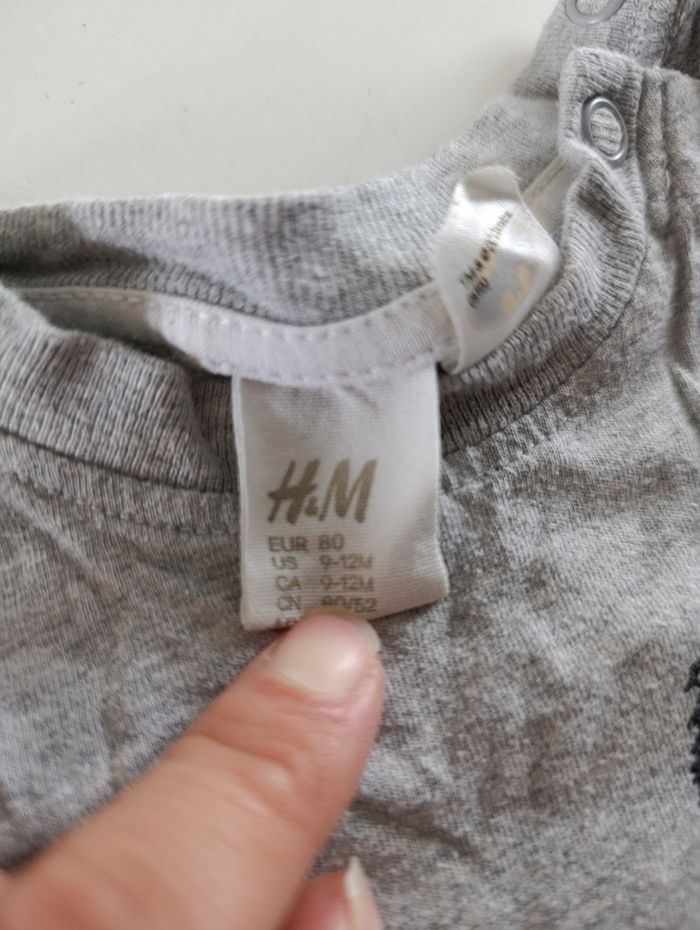 H&M
EUR 80
US 9-12M
CA 9-12M
CN 80/52